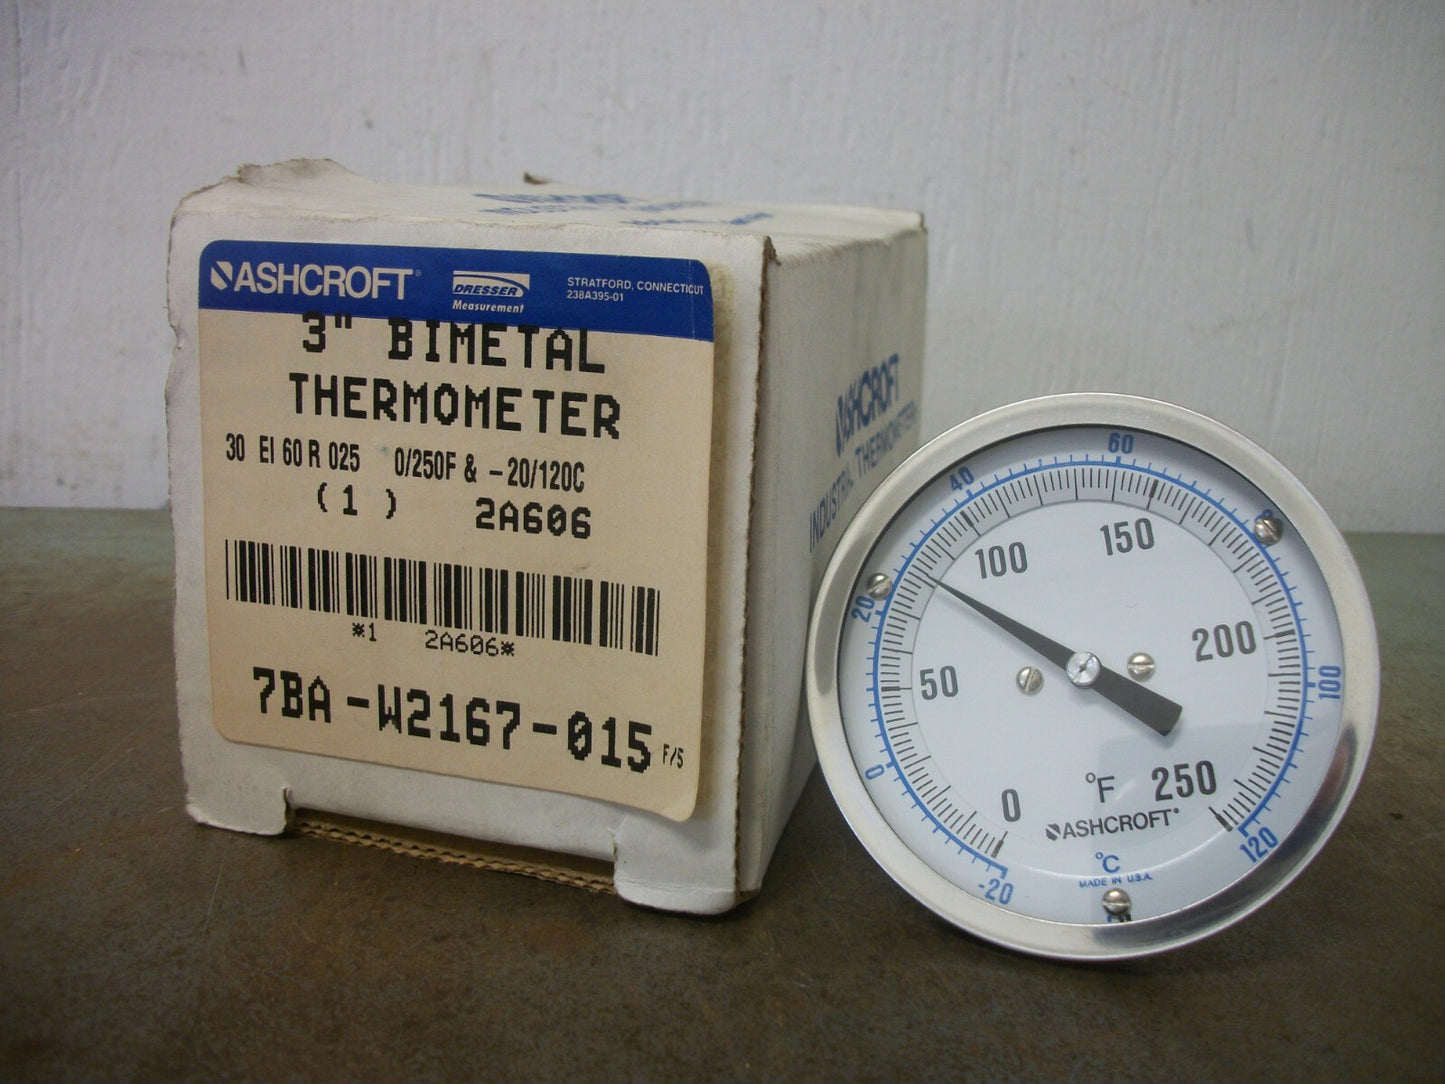 ASHCROFT®
DRESSER
Measurement
STRATFORD, CONNECTICUT
238A395-01
3" BIMETAL
THERMOMETER
30 EI 60 R 025 0/250F & -20/120C
(1) 2A606
*1 2A606*
7BA-W2167-015 F/S
ASHCROFT
INDUSTRIAL THERMOMETER
60
40
20
0
-20
100
120
150
100
200
50
0
°F 250
ASHCROFT®
°C
MADE IN U.S.A.